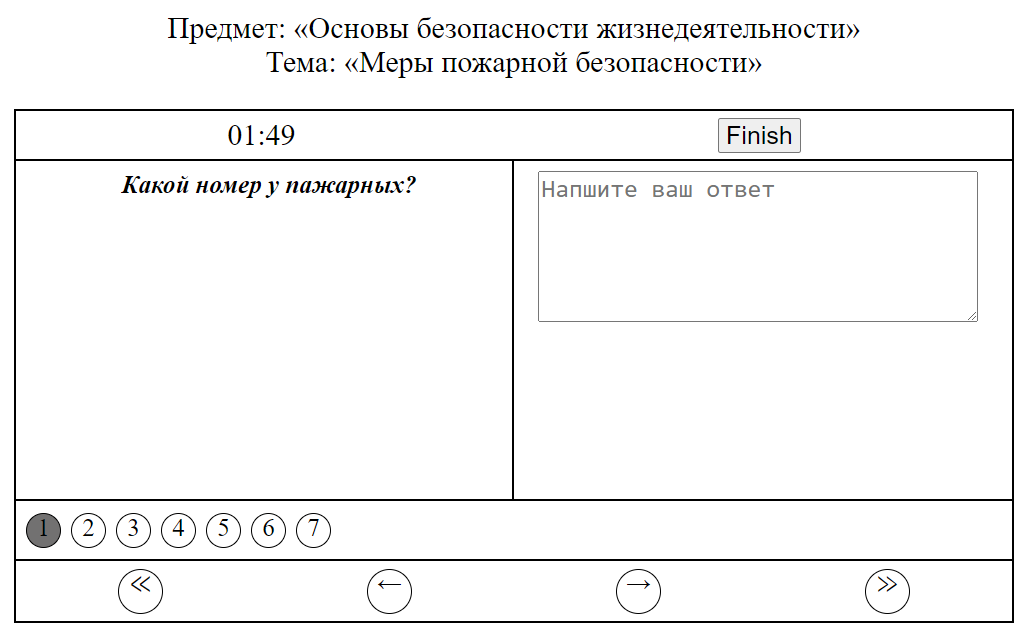 Предмет: «Основы безопасности жизнедеятельности»
Тема: «Меры пожарной безопасности»
01:49
Finish
Какой номер у пажарных?
Напшите ваш ответ
1 2 3 4 5 6 7
« ← → »